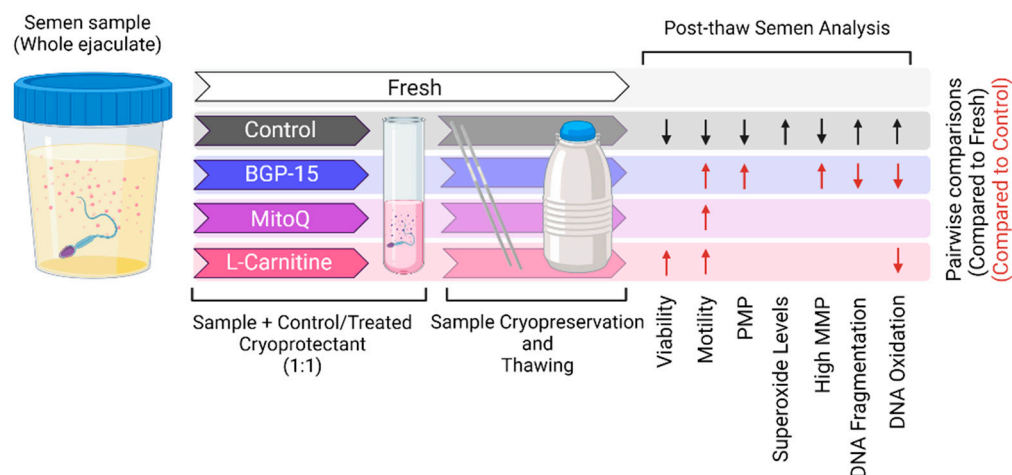 Semen sample
(Whole ejaculate)
Post-thaw Semen Analysis
Fresh
Control
BGP-15
MitoQ
L-Carnitine
Sample + Control/Treated
Cryoprotectant
(1:1)
Sample Cryopreservation
and
Thawing
Viability
Motility
PMP
Superoxide Levels
High MMP
DNA Fragmentation
DNA Oxidation
Pairwise comparisons
(Compared to Fresh)
(Compared to Control)